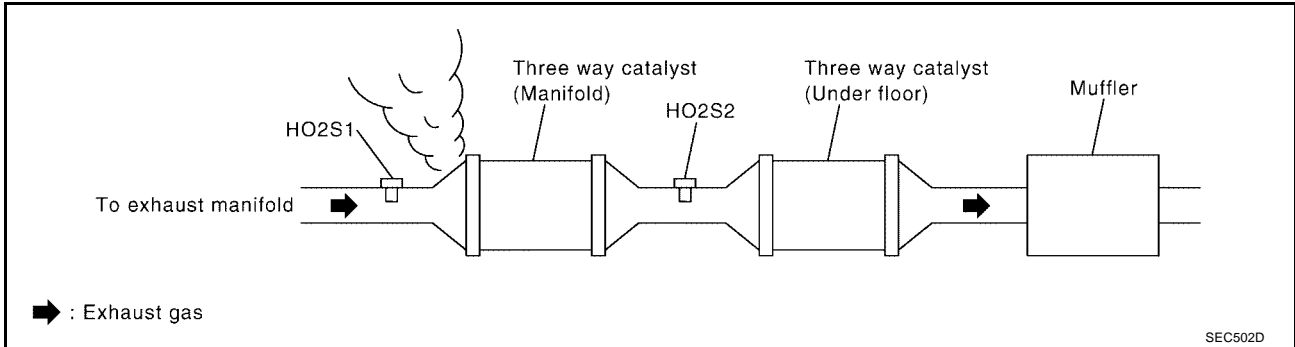 Three way catalyst
(Manifold)
Three way catalyst
(Under floor)
Muffler
HO2S1
HO2S2
To exhaust manifold
: Exhaust gas
SEC502D